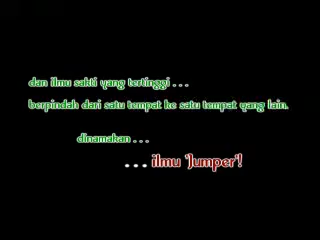 dan ilmu sakti yang tertinggi . . .
berpindah dari satu tempat ke satu tempat yang lain.
dinamakan . . .
. . . ilmu 'Jumper'!